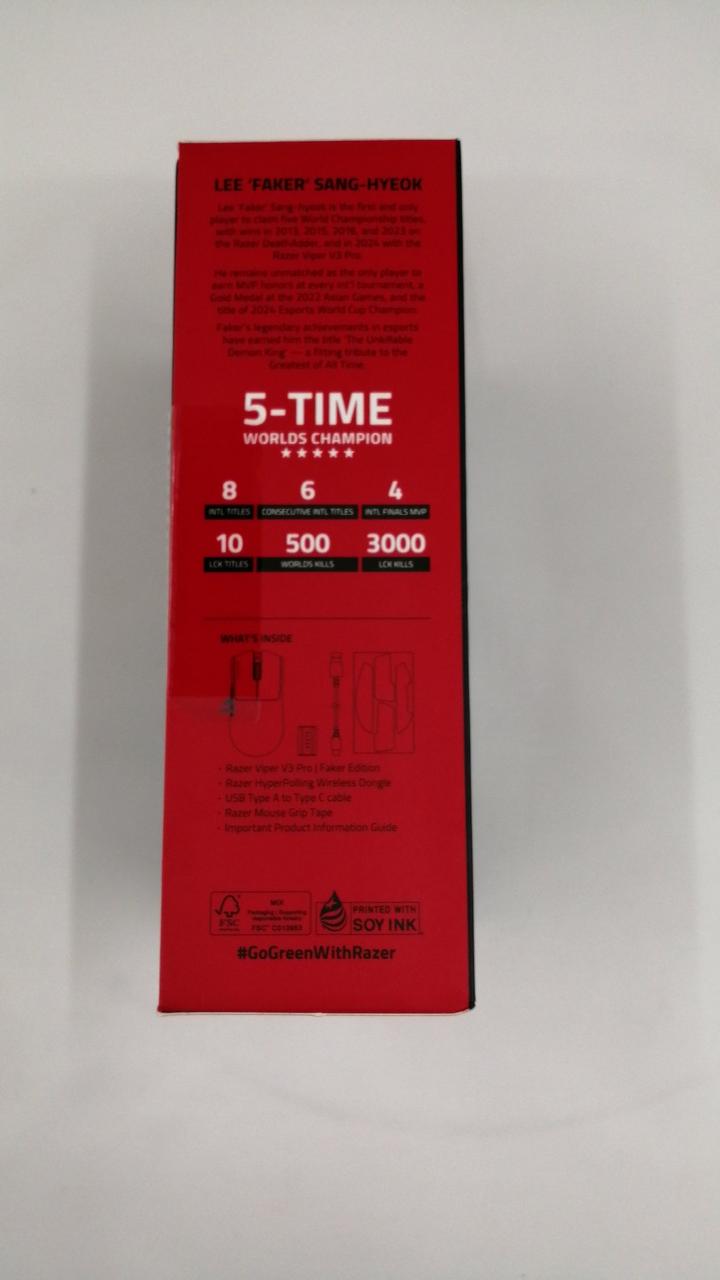 LEE 'FAKER' SANG-HYEOK
Lee 'Faker' Sang-hyeok is the first and only
player to claim five World Championship titles,
with wins in 2013, 2015, 2016, and 2023 on
the Razer DeathAdder, and in 2024 with the
Razer Viper V3 Pro.
He remains unmatched as the only player to
earn MVP honors at every int'l tournament, a
Gold Medal at the 2022 Asian Games, and the
title of 2024 Esports World Cup Champion.
Faker's legendary achievements in esports
have earned him the title 'The Unkillable
Demon King' — a fitting tribute to the
Greatest of All Time.
5-TIME
WORLDS CHAMPION
★★★★★
8 6 4
INTL TITLES CONSECUTIVE INTL TITLES INTL FINALS MVP
10 500 3000
LCK TITLES WORLDS KILLS LCK KILLS
WHAT'S INSIDE
· Razer Viper V3 Pro | Faker Edition
· Razer HyperPolling Wireless Dongle
· USB Type A to Type C cable
· Razer Mouse Grip Tape
· Important Product Information Guide
FSC
MIX
Packaging | Supporting
responsible forestry
FSC® C013953
PRINTED WITH
SOY INK
#GoGreenWithRazer